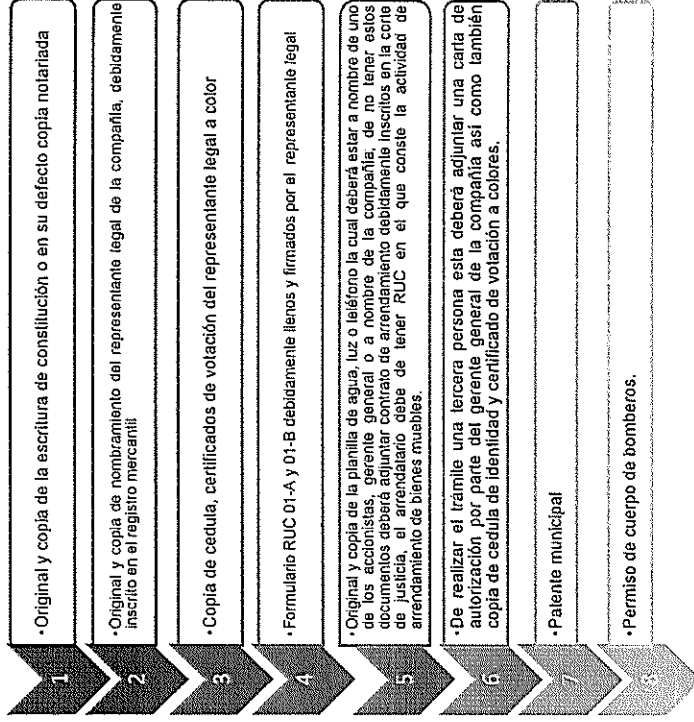 1
• Original y copia de la escritura de constitución o en su defecto copia notariada
2
• Original y copia de nombramiento del representante legal de la compañía, debidamente
inscrito en el registro mercantil
3
• Copia de cedula, certificados de votación del representante legal a color
4
• Formulario RUC 01-A y 01-B debidamente llenos y firmados por el representante legal
5
• Original y copia de la planilla de agua, luz o teléfono la cual deberá estar a nombre de uno
de los accionistas, gerente general o a nombre de la compañía; de no tener estos
documentos deberá adjuntar contrato de arrendamiento debidamente inscritos en la corte
de justicia, el arrendatario debe de tener RUC en el que conste la actividad de
arrendamiento de bienes muebles.
6
• De realizar el trámite una tercera persona esta deberá adjuntar una carta de
autorización por parte del gerente general de la compañía así como también
copia de cedula de identidad y certificado de votación a colores.
7
• Patente municipal
8
• Permiso de cuerpo de bomberos.